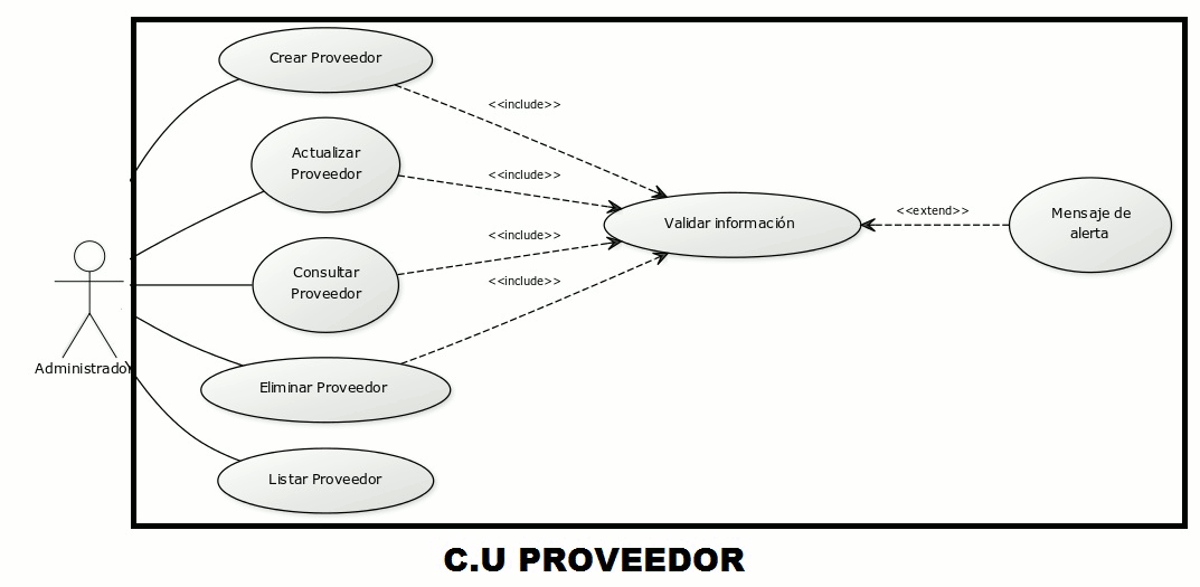 Crear Proveedor
<<include>>
Actualizar
Proveedor
<<include>>
Validar información
<<extend>>
Mensaje de
alerta
<<include>>
Consultar
Proveedor
<<include>>
Administrador
Eliminar Proveedor
Listar Proveedor
C.U PROVEEDOR